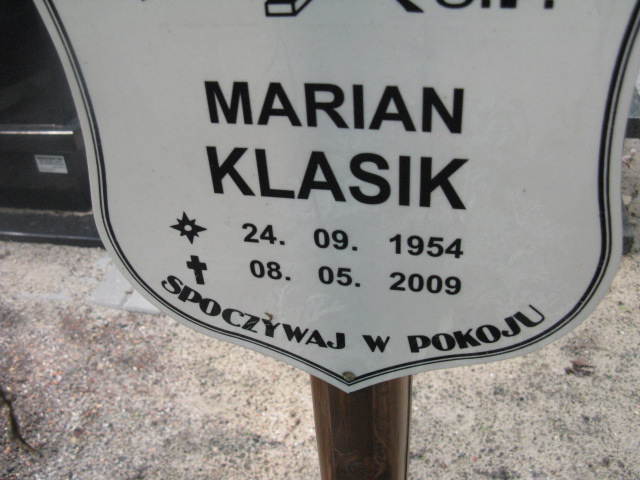 MARIAN
KLASIK
24. 09. 1954
08. 05. 2009
SPOCZYWAJ W POKOJU